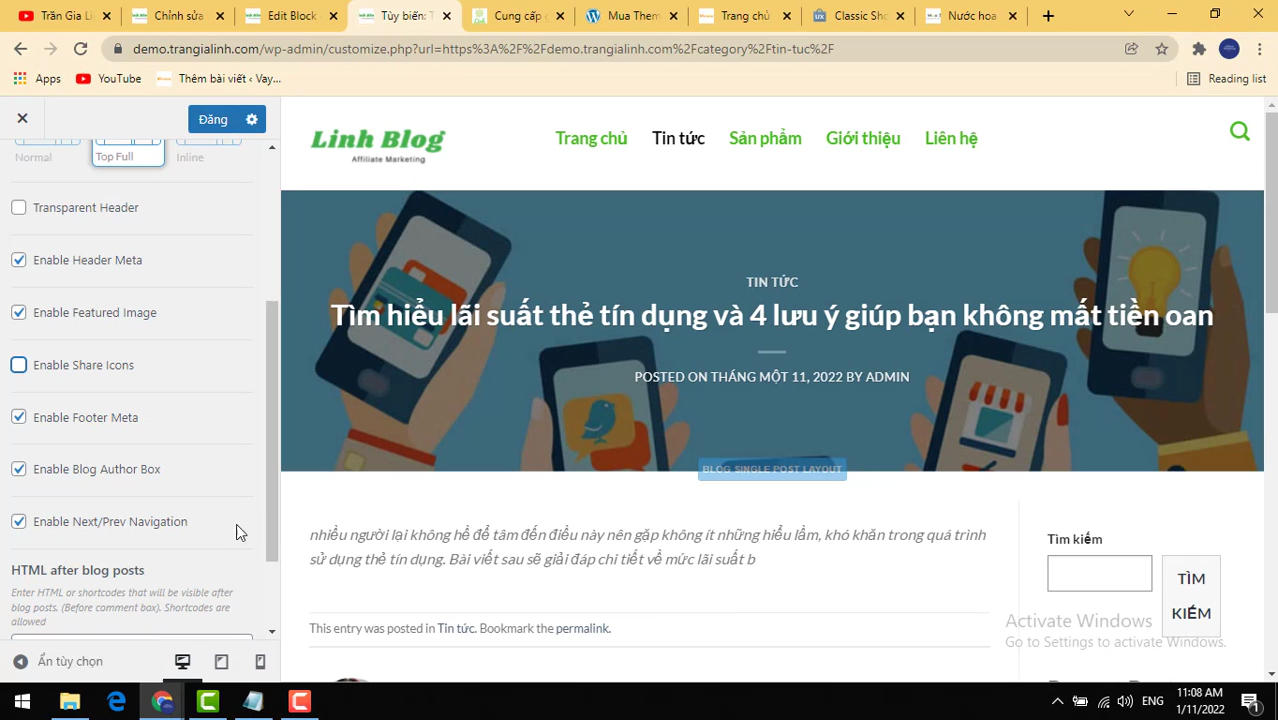 Trần Gia Li
Chỉnh sửa
Edit Block
Tùy biến: T
Cung cấp c
Mua Them
Trang chủ
Classic Sho
Nước hoa
demo.trangialinh.com/wp-admin/customize.php?url=https%3A%2F%2Fdemo.trangialinh.com%2Fcategory%2Ftin-tuc%2F
Apps
YouTube
Thêm bài viết ‹ Vay...
Reading list
Đăng
Normal
Top Full
Inline
Transparent Header
Enable Header Meta
Enable Featured Image
Enable Share Icons
Enable Footer Meta
Enable Blog Author Box
Enable Next/Prev Navigation
HTML after blog posts
Enter HTML or shortcodes that will be visible after
blog posts. (Before comment box). Shortcodes are
allowed
Ẩn tùy chọn
Linh Blog
Affiliate Marketing
Trang chủ
Tin tức
Sản phẩm
Giới thiệu
Liên hệ
TIN TỨC
Tìm hiểu lãi suất thẻ tín dụng và 4 lưu ý giúp bạn không mất tiền oan
POSTED ON THÁNG MỘT 11, 2022 BY ADMIN
BLOG SINGLE POST LAYOUT
nhiều người lại không hề để tâm đến điều này nên gặp không ít những hiểu lầm, khó khăn trong quá trình
sử dụng thẻ tín dụng. Bài viết sau sẽ giải đáp chi tiết về mức lãi suất b
This entry was posted in Tin tức. Bookmark the permalink.
Tìm kiếm
TÌM
KIẾM
Activate Windows
Go to Settings to activate Windows.
ENG
11:08 AM
1/11/2022